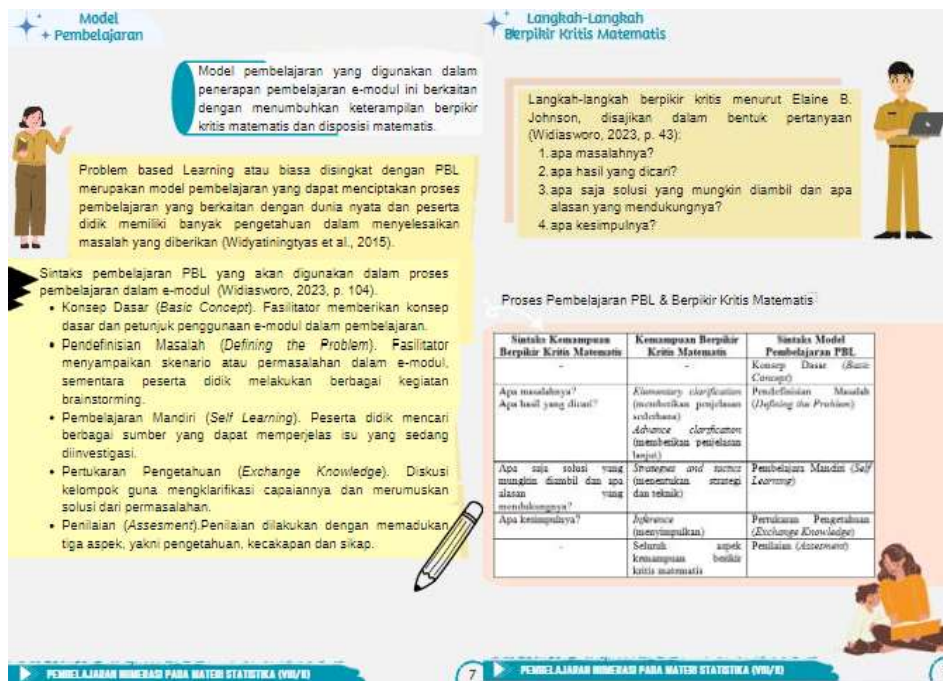 Model
+ Pembelajaran
Model pembelajaran yang digunakan dalam
penerapan pembelajaran e-modul ini berkaitan
dengan menumbuhkan keterampilan berpikir
kritis matematis dan disposisi matematis.
Problem based Learning atau biasa disingkat dengan PBL
merupakan model pembelajaran yang dapat menciptakan proses
pembelajaran yang berkaitan dengan dunia nyata dan peserta
didik memiliki banyak pengetahuan dalam menyelesaikan
masalah yang diberikan (Widyatiningtyas et al., 2015).
Sintaks pembelajaran PBL yang akan digunakan dalam proses
pembelajaran dalam e-modul (Widiasworo, 2023, p. 104).
• Konsep Dasar (Basic Concept). Fasilitator memberikan konsep
dasar dan petunjuk penggunaan e-modul dalam pembelajaran.
• Pendefinisian Masalah (Defining the Problem). Fasilitator
menyampaikan skenario atau permasalahan dalam e-modul,
sementara peserta didik melakukan berbagai kegiatan
brainstorming.
• Pembelajaran Mandiri (Self Learning). Peserta didik mencari
berbagai sumber yang dapat memperjelas isu yang sedang
diinvestigasi.
• Pertukaran Pengetahuan (Exchange Knowledge). Diskusi
kelompok guna mengklarifikasi capaiannya dan merumuskan
solusi dari permasalahan.
• Penilaian (Assesment).Penilaian dilakukan dengan memadukan
tiga aspek, yakni pengetahuan, kecakapan dan sikap.
PEMBELAJARAN NUMERASI PADA MATERI STATISTIKA (VIII/II)
7
Langkah-Langkah
Berpikir Kritis Matematis
Langkah-langkah berpikir kritis menurut Elaine B.
Johnson, disajikan dalam bentuk pertanyaan
(Widiasworo, 2023, p. 43):
1. apa masalahnya?
2. apa hasil yang dicari?
3. apa saja solusi yang mungkin diambil dan apa
alasan yang mendukungnya?
4. apa kesimpulnya?
Proses Pembelajaran PBL & Berpikir Kritis Matematis
Sintaks Kemampuan Berpikir Kritis Matematis
Kemampuan Berpikir Kritis Matematis
Sintaks Model Pembelajaran PBL
-
-
Konsep Dasar (Basic Concept)
Apa masalahnya?
Apa hasil yang dicari?
Elementary clarification
(memberikan penjelasan
sederhana)
Advance clarification
(memberikan penjelasan
lanjut)
Pendefinisian Masalah
(Defining the Problem)
Apa saja solusi yang
mungkin diambil dan apa
alasan yang
mendukungnya?
Strategies and tactics
(menentukan strategi
dan teknik)
Pembelajara Mandiri (Self
Learning)
Apa kesimpulnya?
Inference
(menyimpulkan)
Pertukaran Pengetahuan
(Exchange Knowledge)
-
Seluruh aspek
kemampuan berikir
kritis matematis
Penilaian (Assesment)
PEMBELAJARAN NUMERASI PADA MATERI STATISTIKA (VIII/II)